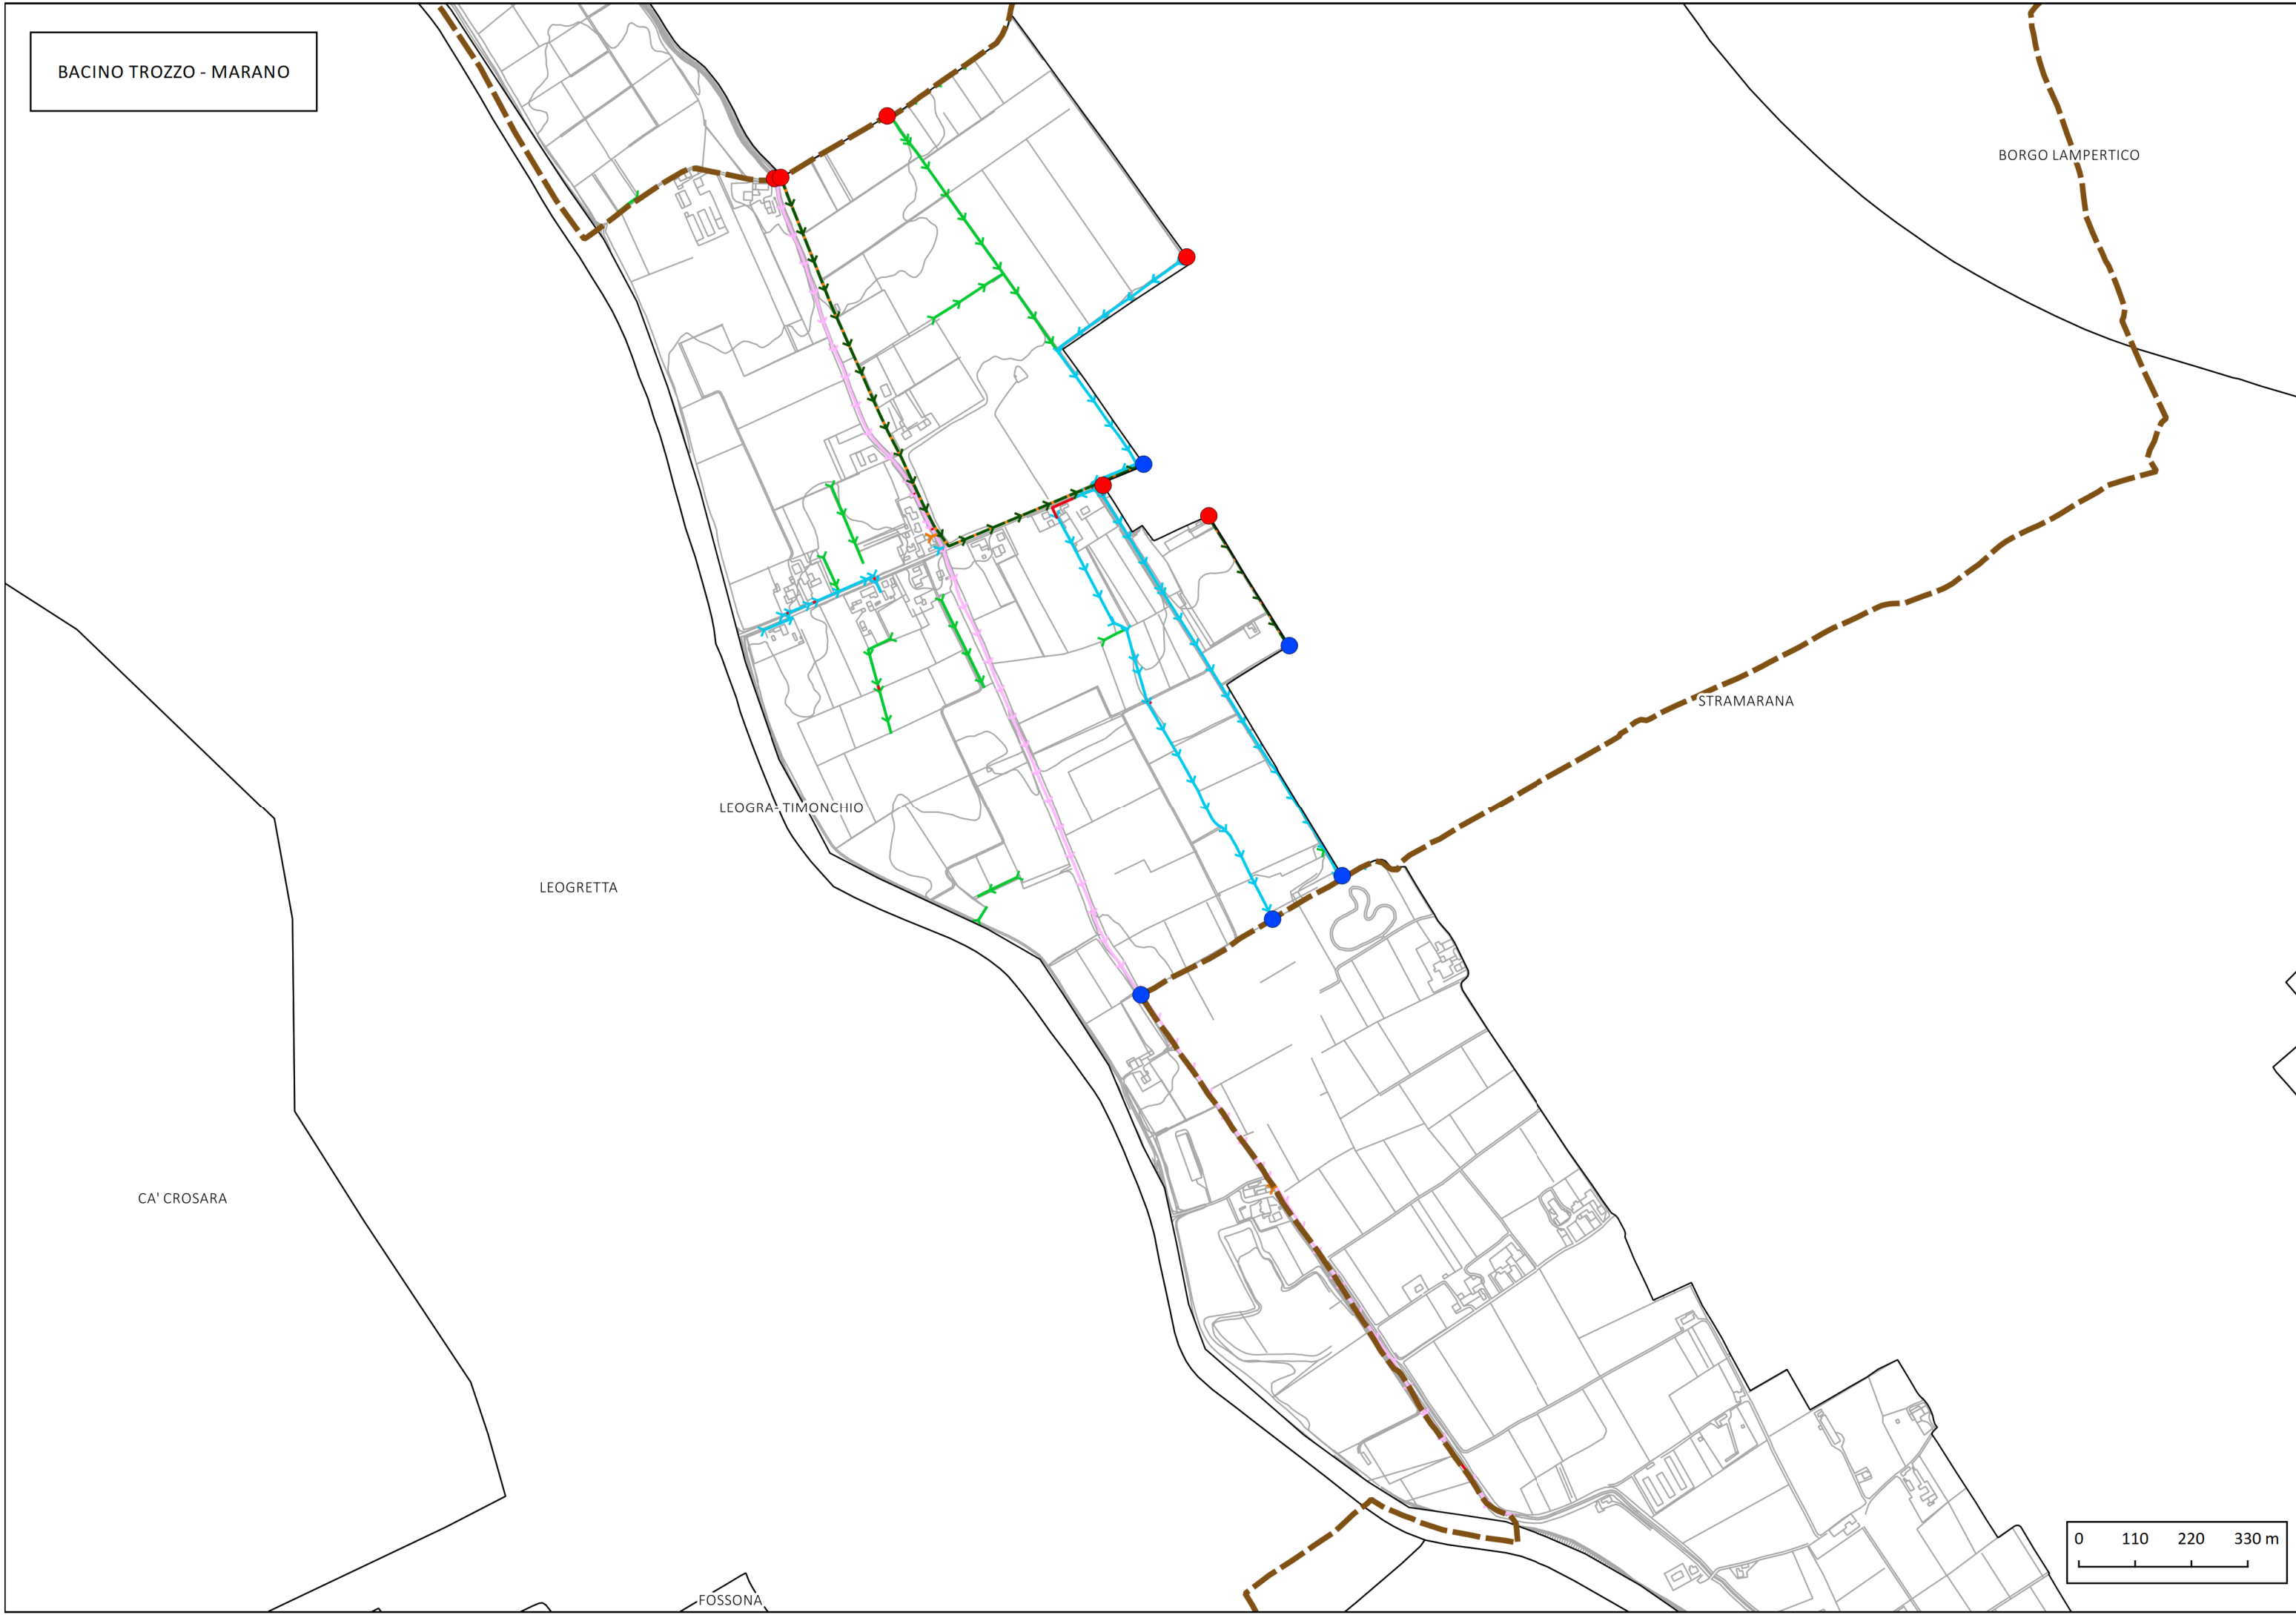 BACINO TROZZO - MARANO
BORGO LAMPERTICO
STRAMARANA
LEOGRA-TIMONCHIO
LEOGRETTA
CA' CROSARA
FOSSONA
0 110 220 330 m